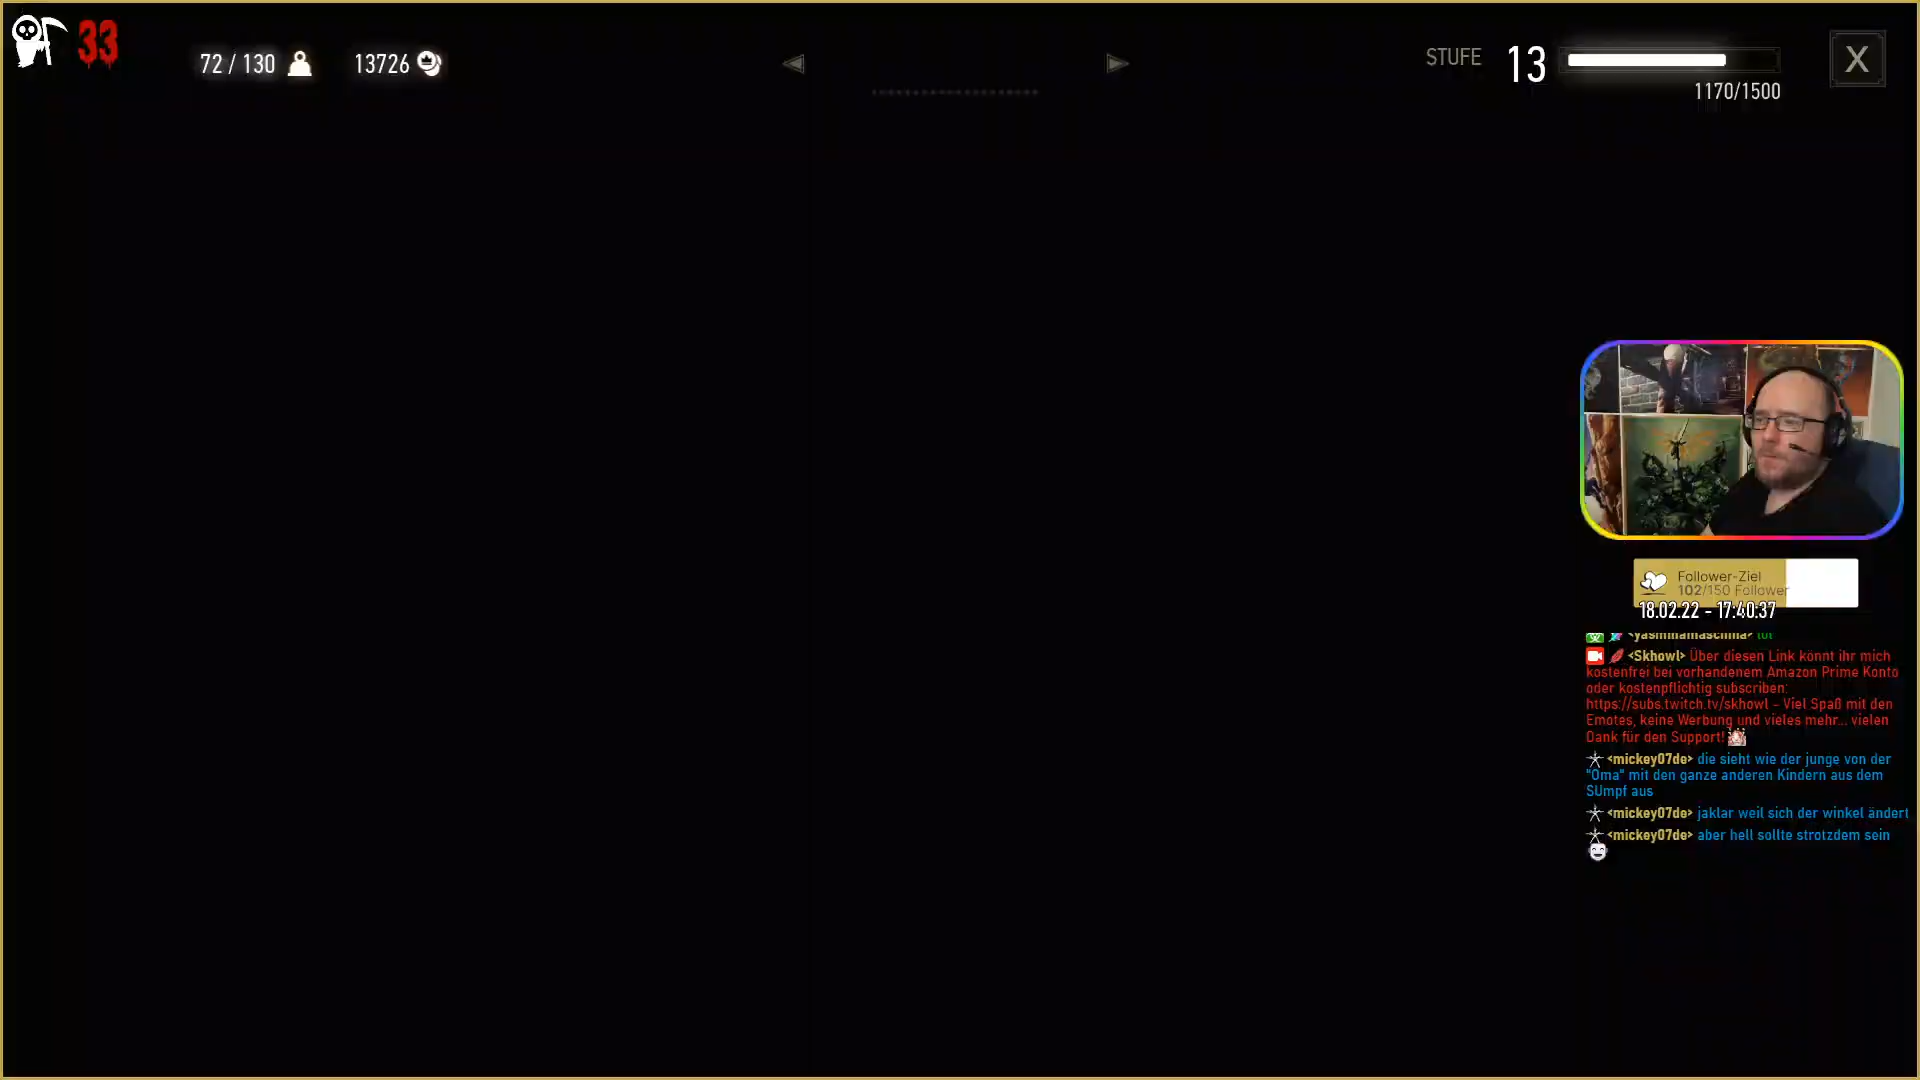 33
72 / 130
13726
STUFE 13
1170/1500
X
Follower-Ziel
102/150 Follower
18.02.22 - 17:40:37
<yasminamaschina> lol
<Skhowl> Über diesen Link könnt ihr mich
kostenfrei bei vorhandenem Amazon Prime Konto
oder kostenpflichtig subscriben:
https://subs.twitch.tv/skhowl - Viel Spaß mit den
Emotes, keine Werbung und vieles mehr... vielen
Dank für den Support!
<mickey07de> die sieht wie der junge von der
"Oma" mit den ganze anderen Kindern aus dem
SUmpf aus
<mickey07de> jaklar weil sich der winkel ändert
<mickey07de> aber hell sollte strotzdem sein